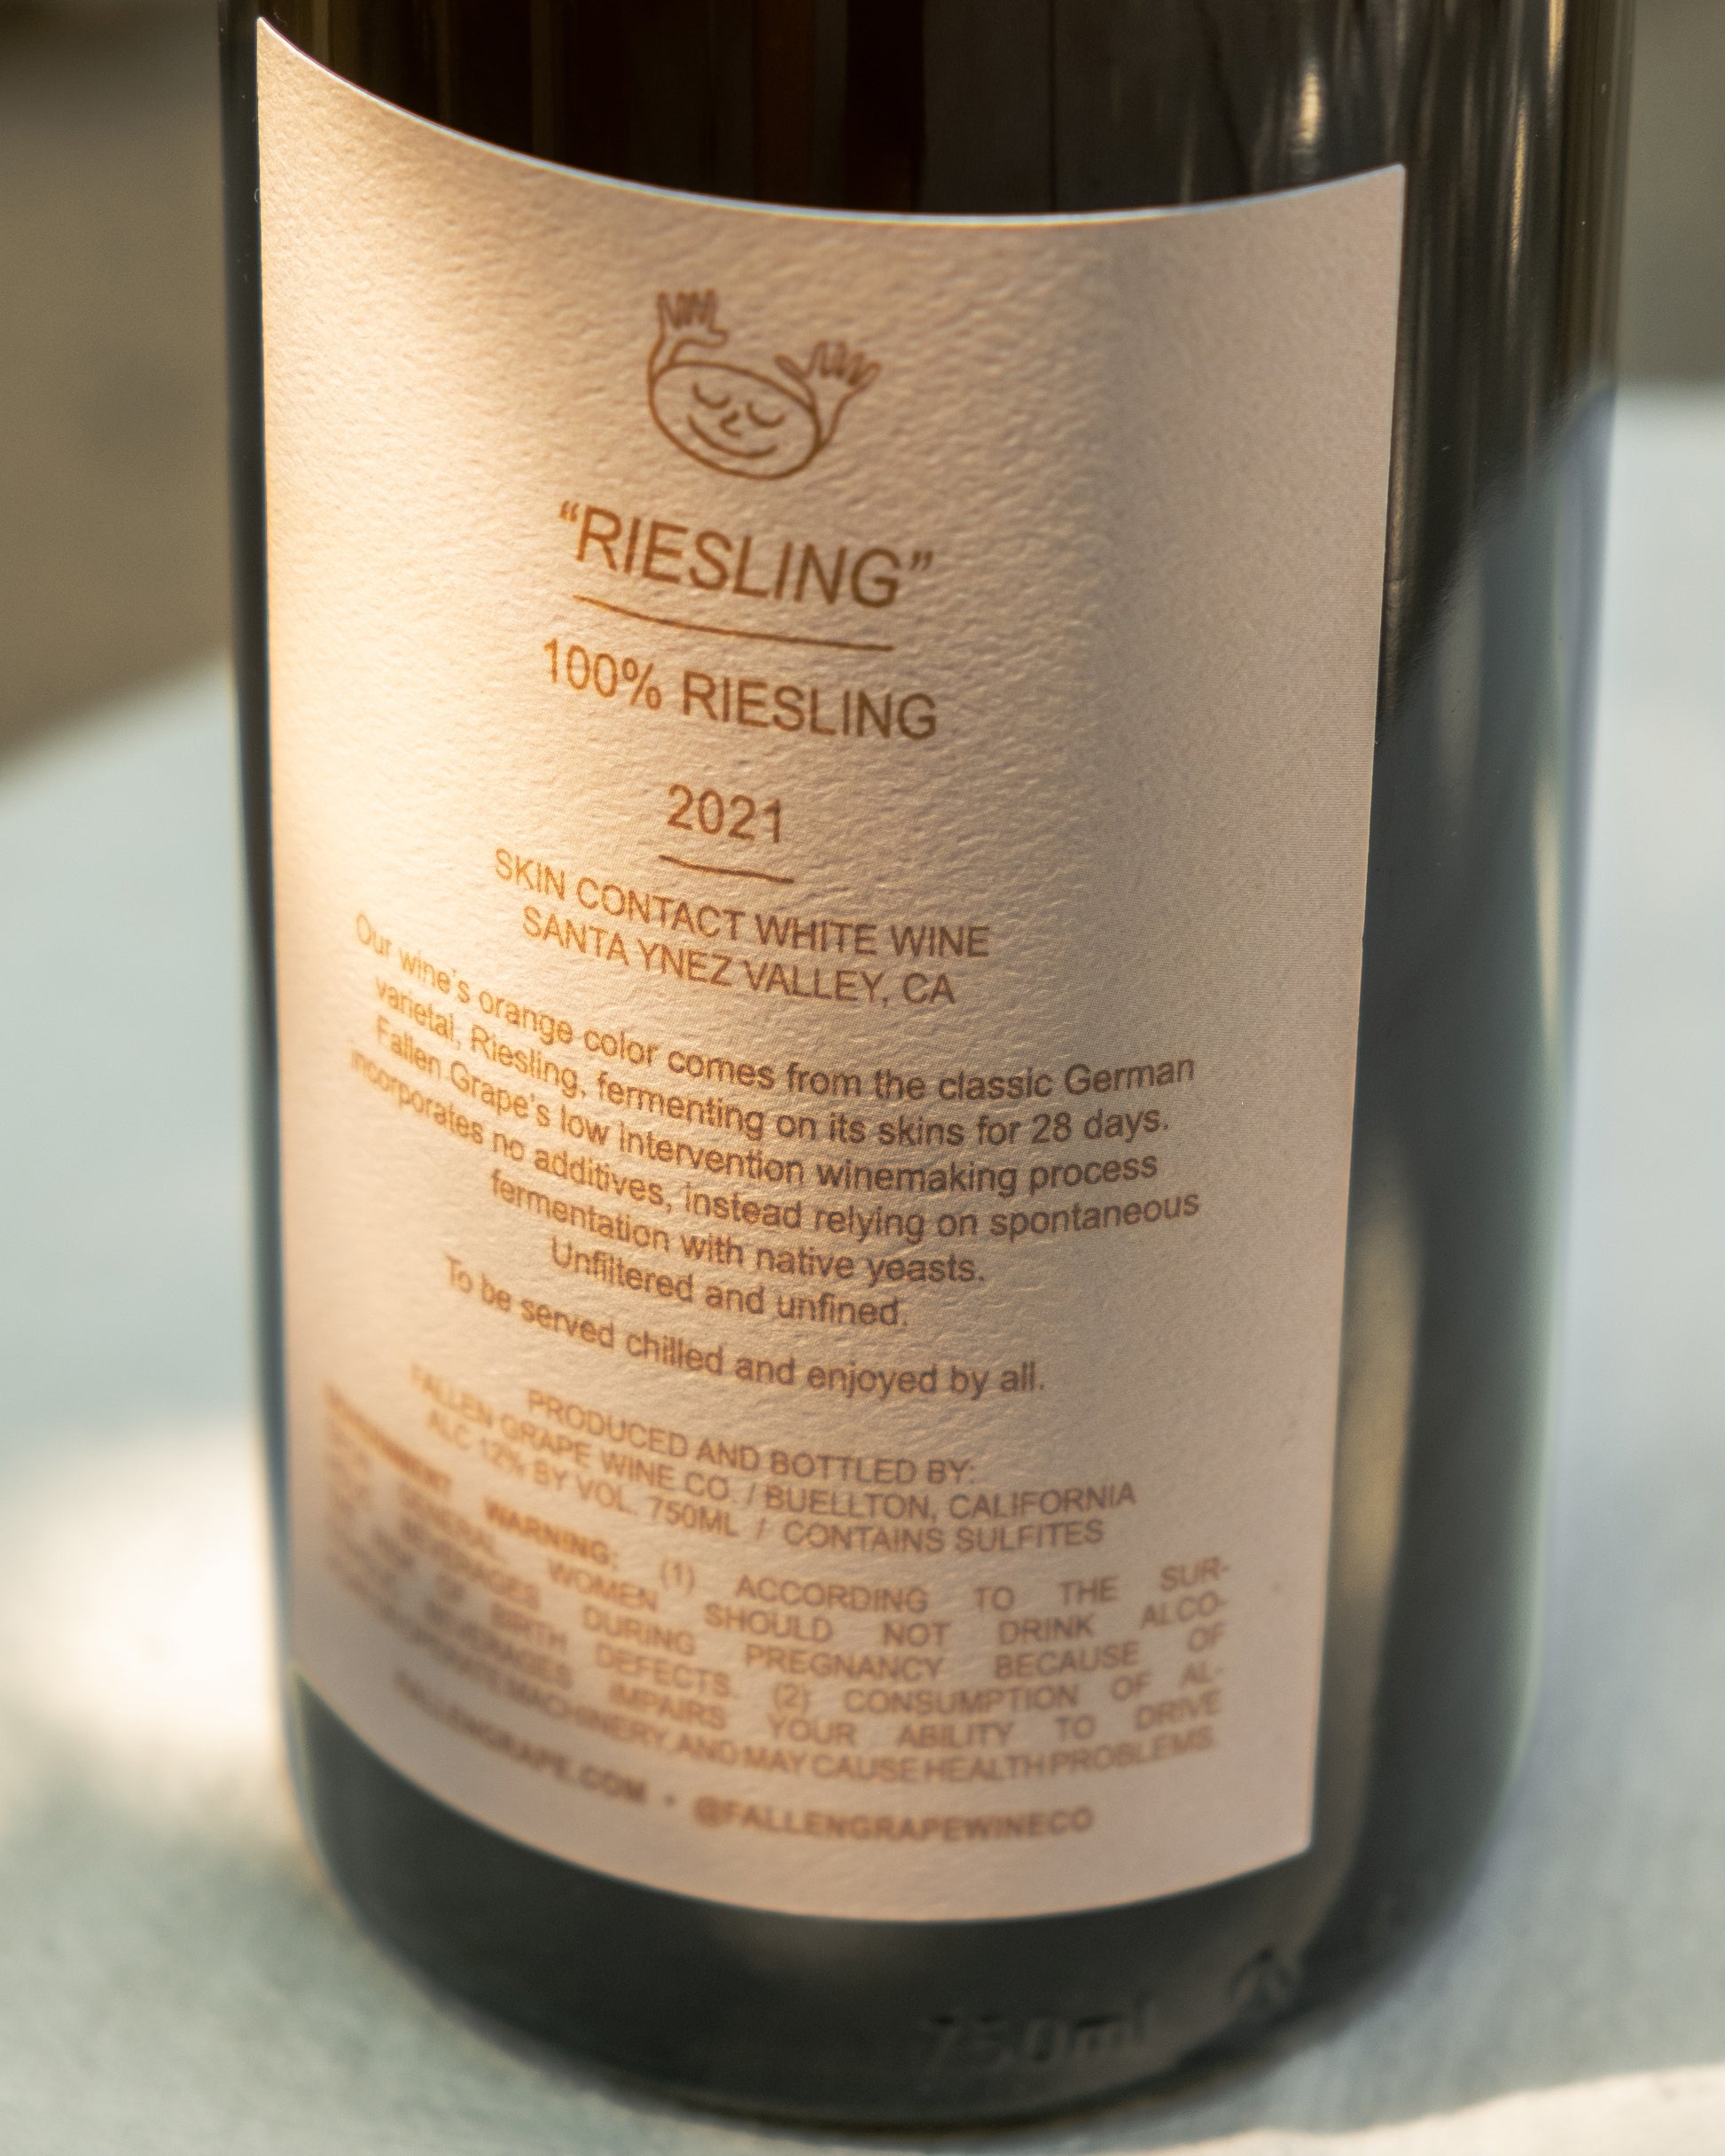 “RIESLING”
100% RIESLING
2021
SKIN CONTACT WHITE WINE
SANTA YNEZ VALLEY, CA
Our wine's orange color comes from the classic German
varietal, Riesling, fermenting on its skins for 28 days.
Fallen Grape's low intervention winemaking process
incorporates no additives, instead relying on spontaneous
fermentation with native yeasts.
Unfiltered and unfined.
To be served chilled and enjoyed by all.
PRODUCED AND BOTTLED BY:
FALLEN GRAPE WINE CO. / BUELLTON, CALIFORNIA
ALC 12% BY VOL. 750ML / CONTAINS SULFITES
WARNING: (1) ACCORDING TO THE SUR-
GENERAL WOMEN SHOULD NOT DRINK ALCO-
BEVERAGES DURING PREGNANCY BECAUSE OF
OF BIRTH DEFECTS. (2) CONSUMPTION OF AL-
BEVERAGES IMPAIRS YOUR ABILITY TO DRIVE
MACHINERY AND MAY CAUSE HEALTH PROBLEMS.
FALLENGRAPE.COM • @FALLENGRAPEWINECO
750ml